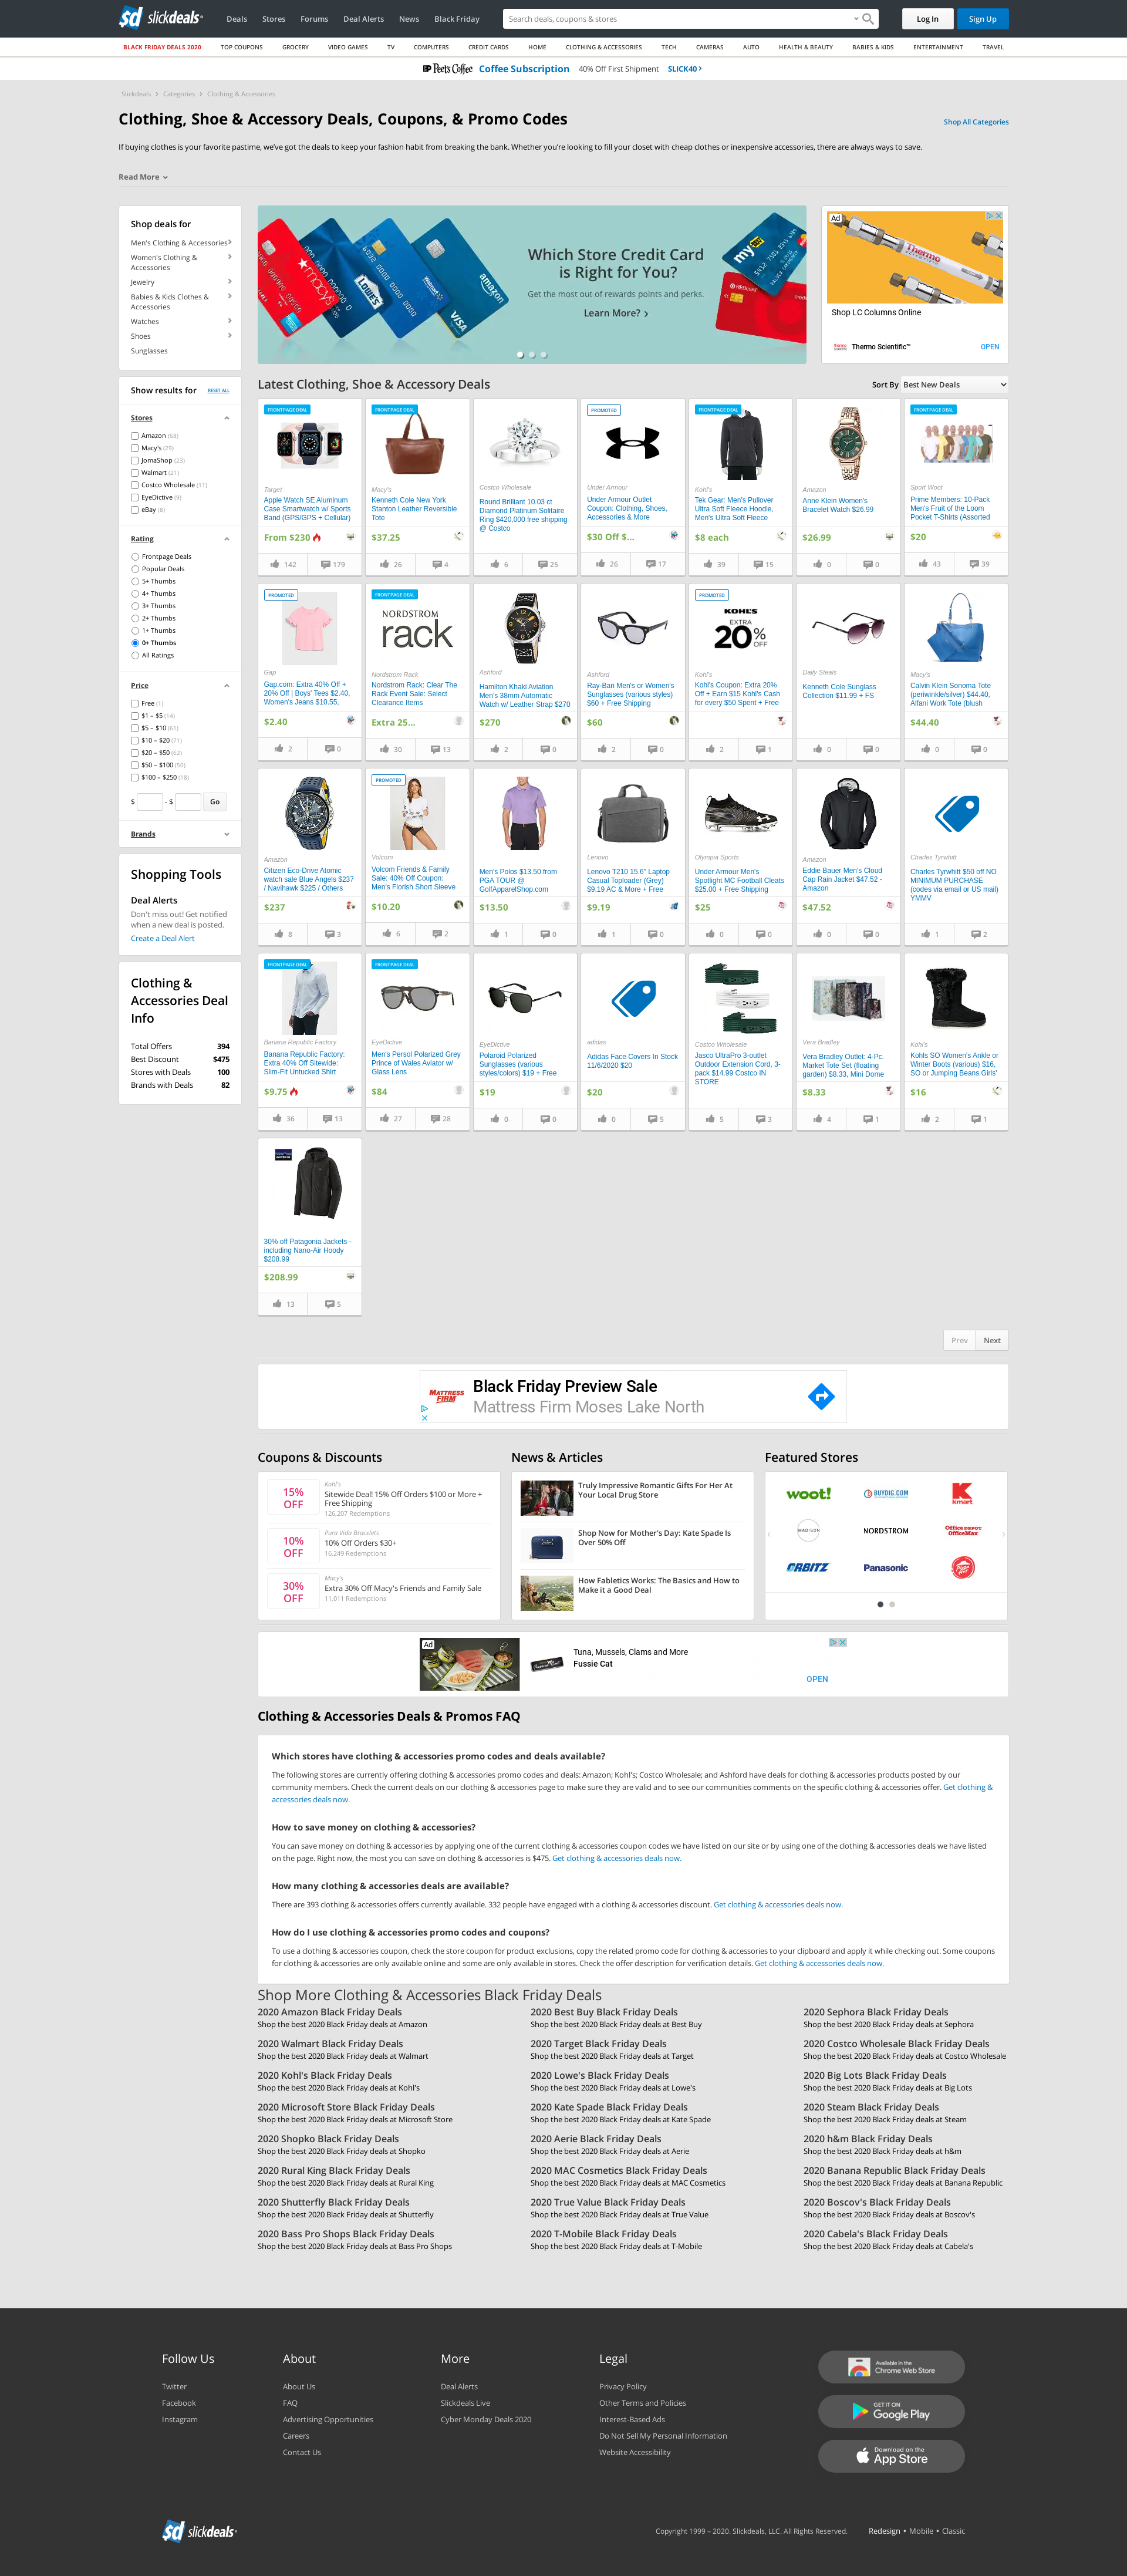 sd slickdeals
Deals Stores Forums Deal Alerts News Black Friday
Search deals, coupons & stores
Log In Sign Up
BLACK FRIDAY DEALS 2020 TOP COUPONS GROCERY VIDEO GAMES TV COMPUTERS CREDIT CARDS HOME CLOTHING & ACCESSORIES TECH CAMERAS AUTO HEALTH & BEAUTY BABIES & KIDS ENTERTAINMENT TRAVEL
Peet's Coffee Coffee Subscription 40% Off First Shipment SLICK40
Slickdeals Categories Clothing & Accessories
Clothing, Shoe & Accessory Deals, Coupons, & Promo Codes
Shop All Categories
If buying clothes is your favorite pastime, we've got the deals to keep your fashion habit from breaking the bank. Whether you're looking to fill your closet with cheap clothes or inexpensive accessories, there are always ways to save.
Read More
Shop deals for
Men's Clothing & Accessories
Women's Clothing &
Accessories
Jewelry
Babies & Kids Clothes &
Accessories
Watches
Shoes
Sunglasses
Show results for RESET ALL
Stores
Amazon (68)
Macy's (29)
JomaShop (23)
Walmart (21)
Costco Wholesale (11)
EyeDictive (9)
eBay (8)
Rating
Frontpage Deals
Popular Deals
5+ Thumbs
4+ Thumbs
3+ Thumbs
2+ Thumbs
1+ Thumbs
0+ Thumbs
All Ratings
Price
Free (1)
$1 – $5 (14)
$5 – $10 (61)
$10 – $20 (71)
$20 – $50 (62)
$50 – $100 (50)
$100 – $250 (18)
$ - $ Go
Brands
Shopping Tools
Deal Alerts
Don't miss out! Get notified
when a new deal is posted.
Create a Deal Alert
Clothing &
Accessories Deal
Info
Total Offers 394
Best Discount $475
Stores with Deals 100
Brands with Deals 82
macy's
LOWE'S
Walmart
VISA
amazon
my BEST BUY
REDcard
Which Store Credit Card
is Right for You?
Get the most out of rewards points and perks.
Learn More?
Ad
Thermo
Shop LC Columns Online
Thermo Scientific™ OPEN
Latest Clothing, Shoe & Accessory Deals
Sort By Best New Deals
FRONTPAGE DEAL
Target
Apple Watch SE Aluminum
Case Smartwatch w/ Sports
Band (GPS/GPS + Cellular)
From $230
142 179
FRONTPAGE DEAL
Macy's
Kenneth Cole New York
Stanton Leather Reversible
Tote
$37.25
26 4
Costco Wholesale
Round Brilliant 10.03 ct
Diamond Platinum Solitaire
Ring $420,000 free shipping
@ Costco
6 25
PROMOTED
Under Armour
Under Armour Outlet
Coupon: Clothing, Shoes,
Accessories & More
$30 Off $...
26 17
FRONTPAGE DEAL
Kohl's
Tek Gear: Men's Pullover
Ultra Soft Fleece Hoodie,
Men's Ultra Soft Fleece
$8 each
39 15
Amazon
Anne Klein Women's
Bracelet Watch $26.99
$26.99
0 0
FRONTPAGE DEAL
Sport Woot
Prime Members: 10-Pack
Men's Fruit of the Loom
Pocket T-Shirts (Assorted
$20
43 39
PROMOTED
Gap
Gap.com: Extra 40% Off +
20% Off | Boys' Tees $2.40,
Women's Jeans $10.55,
$2.40
2 0
FRONTPAGE DEAL
NORDSTROM
rack
Nordstrom Rack
Nordstrom Rack: Clear The
Rack Event Sale: Select
Clearance Items
Extra 25...
30 13
Ashford
Hamilton Khaki Aviation
Men's 38mm Automatic
Watch w/ Leather Strap $270
$270
2 0
Ashford
Ray-Ban Men's or Women's
Sunglasses (various styles)
$60 + Free Shipping
$60
2 0
PROMOTED
KOHL'S
EXTRA
20% OFF
Kohl's
Kohl's Coupon: Extra 20%
Off + Earn $15 Kohl's Cash
for every $50 Spent + Free
2 1
Daily Steals
Kenneth Cole Sunglass
Collection $11.99 + FS
0 0
Macy's
Calvin Klein Sonoma Tote
(periwinkle/silver) $44.40,
Alfani Work Tote (blush
$44.40
0 0
Amazon
Citizen Eco-Drive Atomic
watch sale Blue Angels $237
/ Navihawk $225 / Others
$237
8 3
PROMOTED
Volcom
Volcom Friends & Family
Sale: 40% Off Coupon:
Men's Florish Short Sleeve
$10.20
6 2
Men's Polos $13.50 from
PGA TOUR @
GolfApparelShop.com
$13.50
1 0
Lenovo
Lenovo T210 15.6" Laptop
Casual Toploader (Grey)
$9.19 AC & More + Free
$9.19
1 0
Olympia Sports
Under Armour Men's
Spotlight MC Football Cleats
$25.00 + Free Shipping
$25
0 0
Amazon
Eddie Bauer Men's Cloud
Cap Rain Jacket $47.52 -
Amazon
$47.52
0 0
Charles Tyrwhitt
Charles Tyrwhitt $50 off NO
MINIMUM PURCHASE
(codes via email or US mail)
YMMV
1 2
FRONTPAGE DEAL
Banana Republic Factory
Banana Republic Factory:
Extra 40% Off Sitewide:
Slim-Fit Untucked Shirt
$9.75
36 13
FRONTPAGE DEAL
EyeDictive
Men's Persol Polarized Grey
Prince of Wales Aviator w/
Glass Lens
$84
27 28
EyeDictive
Polaroid Polarized
Sunglasses (various
styles/colors) $19 + Free
$19
0 0
adidas
Adidas Face Covers In Stock
11/6/2020 $20
$20
0 5
Costco Wholesale
Jasco UltraPro 3-outlet
Outdoor Extension Cord, 3-
pack $14.99 Costco IN
STORE
5 3
Vera Bradley
Vera Bradley Outlet: 4-Pc.
Market Tote Set (floating
garden) $8.33, Mini Dome
$8.33
4 1
Kohl's
Kohls SO Women's Ankle or
Winter Boots (various) $16,
SO or Jumping Beans Girls'
$16
2 1
patagonia
30% off Patagonia Jackets -
including Nano-Air Hoody
$208.99
$208.99
13 5
Prev Next
MATTRESS FIRM
Black Friday Preview Sale
Mattress Firm Moses Lake North
Coupons & Discounts
15% OFF
Kohl's
Sitewide Deal! 15% Off Orders $100 or More +
Free Shipping
126,207 Redemptions
10% OFF
Pura Vida Bracelets
10% Off Orders $30+
16,249 Redemptions
30% OFF
Macy's
Extra 30% Off Macy's Friends and Family Sale
11,011 Redemptions
News & Articles
Truly Impressive Romantic Gifts For Her At
Your Local Drug Store
Shop Now for Mother's Day: Kate Spade Is
Over 50% Off
How Fabletics Works: The Basics and How to
Make it a Good Deal
Featured Stores
woot! BUYDIG.COM Kmart
MADISON NORDSTROM Office DEPOT OfficeMax
ORBITZ Panasonic
Ad
Tuna, Mussels, Clams and More
Fussie Cat
OPEN
Clothing & Accessories Deals & Promos FAQ
Which stores have clothing & accessories promo codes and deals available?
The following stores are currently offering clothing & accessories promo codes and deals: Amazon; Kohl's; Costco Wholesale; and Ashford have deals for clothing & accessories products posted by our
community members. Check the current deals on our clothing & accessories page to make sure they are valid and to see our communities comments on the specific clothing & accessories offer. Get clothing &
accessories deals now.
How to save money on clothing & accessories?
You can save money on clothing & accessories by applying one of the current clothing & accessories coupon codes we have listed on our site or by using one of the clothing & accessories deals we have listed
on the page. Right now, the most you can save on clothing & accessories is $475. Get clothing & accessories deals now.
How many clothing & accessories deals are available?
There are 393 clothing & accessories offers currently available. 332 people have engaged with a clothing & accessories discount. Get clothing & accessories deals now.
How do I use clothing & accessories promo codes and coupons?
To use a clothing & accessories coupon, check the store coupon for product exclusions, copy the related promo code for clothing & accessories to your clipboard and apply it while checking out. Some coupons
for clothing & accessories are only available online and some are only available in stores. Check the offer description for verification details. Get clothing & accessories deals now.
Shop More Clothing & Accessories Black Friday Deals
2020 Amazon Black Friday Deals 2020 Best Buy Black Friday Deals 2020 Sephora Black Friday Deals
Shop the best 2020 Black Friday deals at Amazon Shop the best 2020 Black Friday deals at Best Buy Shop the best 2020 Black Friday deals at Sephora
2020 Walmart Black Friday Deals 2020 Target Black Friday Deals 2020 Costco Wholesale Black Friday Deals
Shop the best 2020 Black Friday deals at Walmart Shop the best 2020 Black Friday deals at Target Shop the best 2020 Black Friday deals at Costco Wholesale
2020 Kohl's Black Friday Deals 2020 Lowe's Black Friday Deals 2020 Big Lots Black Friday Deals
Shop the best 2020 Black Friday deals at Kohl's Shop the best 2020 Black Friday deals at Lowe's Shop the best 2020 Black Friday deals at Big Lots
2020 Microsoft Store Black Friday Deals 2020 Kate Spade Black Friday Deals 2020 Steam Black Friday Deals
Shop the best 2020 Black Friday deals at Microsoft Store Shop the best 2020 Black Friday deals at Kate Spade Shop the best 2020 Black Friday deals at Steam
2020 Shopko Black Friday Deals 2020 Aerie Black Friday Deals 2020 h&m Black Friday Deals
Shop the best 2020 Black Friday deals at Shopko Shop the best 2020 Black Friday deals at Aerie Shop the best 2020 Black Friday deals at h&m
2020 Rural King Black Friday Deals 2020 MAC Cosmetics Black Friday Deals 2020 Banana Republic Black Friday Deals
Shop the best 2020 Black Friday deals at Rural King Shop the best 2020 Black Friday deals at MAC Cosmetics Shop the best 2020 Black Friday deals at Banana Republic
2020 Shutterfly Black Friday Deals 2020 True Value Black Friday Deals 2020 Boscov's Black Friday Deals
Shop the best 2020 Black Friday deals at Shutterfly Shop the best 2020 Black Friday deals at True Value Shop the best 2020 Black Friday deals at Boscov's
2020 Bass Pro Shops Black Friday Deals 2020 T-Mobile Black Friday Deals 2020 Cabela's Black Friday Deals
Shop the best 2020 Black Friday deals at Bass Pro Shops Shop the best 2020 Black Friday deals at T-Mobile Shop the best 2020 Black Friday deals at Cabela's
Follow Us
Twitter
Facebook
Instagram
About
About Us
FAQ
Advertising Opportunities
Careers
Contact Us
More
Deal Alerts
Slickdeals Live
Cyber Monday Deals 2020
Legal
Privacy Policy
Other Terms and Policies
Interest-Based Ads
Do Not Sell My Personal Information
Website Accessibility
Available in the
Chrome Web Store
GET IT ON
Google Play
Download on the
App Store
sd slickdeals
Copyright 1999 – 2020. Slickdeals, LLC. All Rights Reserved. Redesign • Mobile • Classic